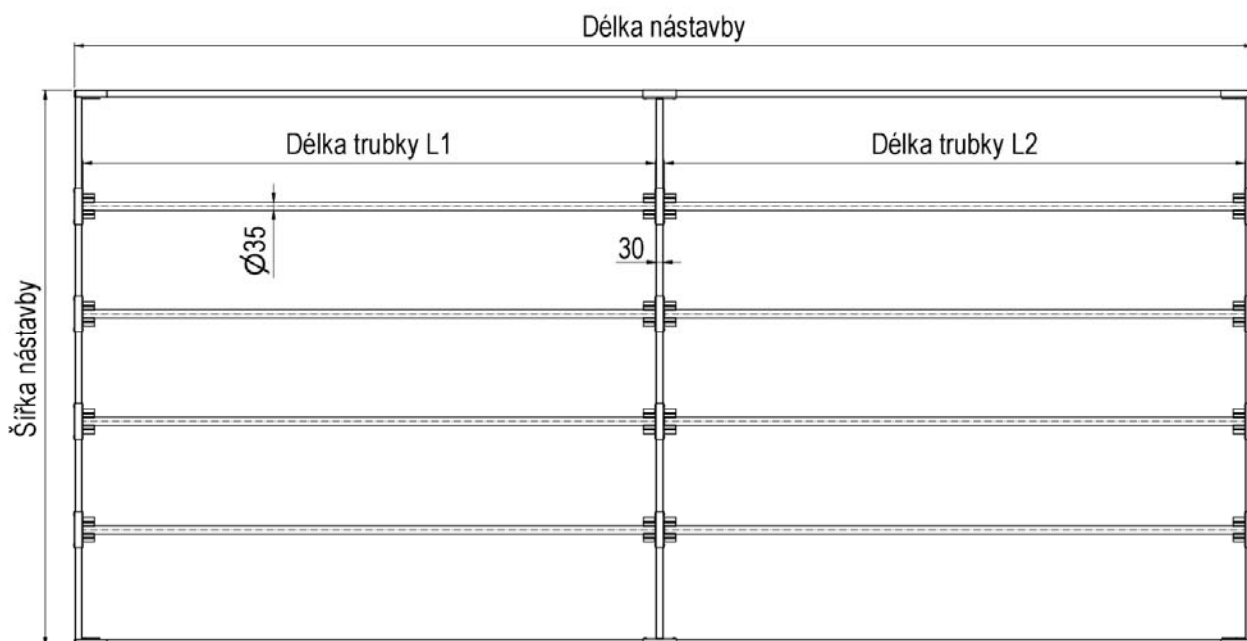 Délka nástavby
Délka trubky L1
Délka trubky L2
Ø35
30
Šířka nástavby